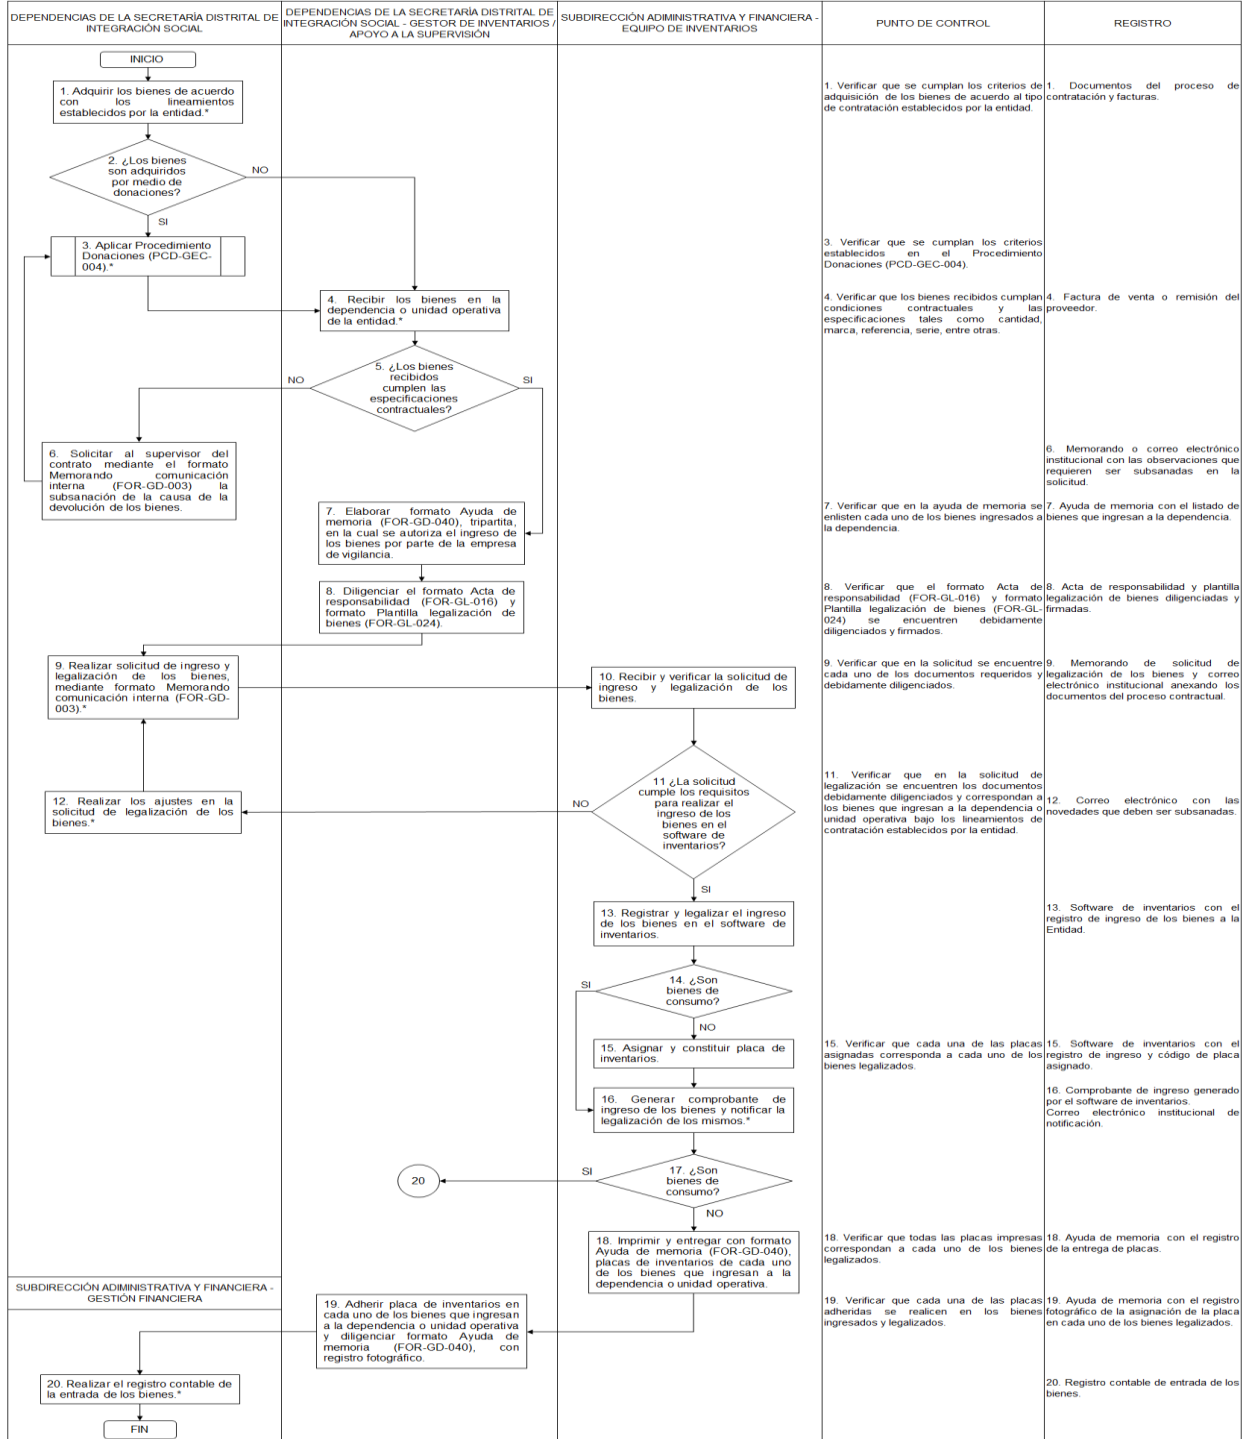 DEPENDENCIAS DE LA SECRETARÌA DISTRITAL DE
INTEGRACIÓN SOCIAL
DEPENDENCIAS DE LA SECRETARÌA DISTRITAL DE
INTEGRACIÓN SOCIAL - GESTOR DE INVENTARIOS /
APOYO A LA SUPERVISIÓN
SUBDIRECCIÓN ADIMINISTRATIVA Y FINANCIERA -
EQUIPO DE INVENTARIOS
PUNTO DE CONTROL
REGISTRO
INICIO
1. Adquirir los bienes de acuerdo
con los lineamientos
establecidos por la entidad.*
1. Verificar que se cumplan los criterios de
adquisición de los bienes de acuerdo al tipo
de contratación establecidos por la entidad.
1. Documentos del proceso de
contratación y facturas.
2. ¿Los bienes
son adquiridos
por medio de
donaciones?
NO
SI
3. Aplicar Procedimiento
Donaciones (PCD-GEC-
004).*
3. Verificar que se cumplan los criterios
establecidos en el Procedimiento
Donaciones (PCD-GEC-004).
4. Recibir los bienes en la
dependencia o unidad operativa
de la entidad.*
4. Verificar que los bienes recibidos cumplan
condiciones contractuales y las
especificaciones tales como cantidad,
marca, referencia, serie, entre otras.
4. Factura de venta o remisión del
proveedor.
5. ¿Los bienes
recibidos
cumplen las
especificaciones
contractuales?
NO
SI
6. Solicitar al supervisor del
contrato mediante el formato
Memorando comunicación
interna (FOR-GD-003) la
subsanación de la causa de la
devolución de los bienes.
6. Memorando o correo electrónico
institucional con las observaciones que
requieren ser subsanadas en la
solicitud.
7. Elaborar formato Ayuda de
memoria (FOR-GD-040), tripartita,
en la cual se autoriza el ingreso de
los bienes por parte de la empresa
de vigilancia.
7. Verificar que en la ayuda de memoria se
enlisten cada uno de los bienes ingresados a
la dependencia.
7. Ayuda de memoria con el listado de
bienes que ingresan a la dependencia.
8. Diligenciar el formato Acta de
responsabilidad (FOR-GL-016) y
formato Plantilla legalización de
bienes (FOR-GL-024).
8. Verificar que el formato Acta de
responsabilidad (FOR-GL-016) y formato
Plantilla legalización de bienes (FOR-GL-
024) se encuentren debidamente
diligenciados y firmados.
8. Acta de responsabilidad y plantilla
legalización de bienes diligenciadas y
firmadas.
9. Realizar solicitud de ingreso y
legalización de los bienes,
mediante formato Memorando
comunicación interna (FOR-GD-
003).*
10. Recibir y verificar la solicitud de
ingreso y legalización de los
bienes.
9. Verificar que en la solicitud se encuentre
cada uno de los documentos requeridos y
debidamente diligenciados.
9. Memorando de solicitud de
legalización de los bienes y correo
electrónico institucional anexando los
documentos del proceso contractual.
11 ¿La solicitud
cumple los requisitos
para realizar el
ingreso de los
bienes en el
software de
inventarios?
NO
SI
11. Verificar que en la solicitud de
legalización se encuentren los documentos
debidamente diligenciados y correspondan a
los bienes que ingresan a la dependencia o
unidad operativa bajo los lineamientos de
contratación establecidos por la entidad.
12. Realizar los ajustes en la
solicitud de legalización de los
bienes.*
12. Correo electrónico con las
novedades que deben ser subsanadas.
13. Registrar y legalizar el ingreso
de los bienes en el software de
inventarios.
13. Software de inventarios con el
registro de ingreso de los bienes a la
Entidad.
14. ¿Son
bienes de
consumo?
SI
NO
15. Asignar y constituir placa de
inventarios.
15. Verificar que cada una de las placas
asignadas corresponda a cada uno de los
bienes legalizados.
15. Software de inventarios con el
registro de ingreso y código de placa
asignado.
16. Generar comprobante de
ingreso de los bienes y notificar la
legalización de los mismos.*
16. Comprobante de ingreso generado
por el software de inventarios.
Correo electrónico institucional de
notificación.
17. ¿Son
bienes de
consumo?
SI
20
NO
18. Imprimir y entregar con formato
Ayuda de memoria (FOR-GD-040),
placas de inventarios de cada uno
de los bienes que ingresan a la
dependencia o unidad operativa.
18. Verificar que todas las placas impresas
correspondan a cada uno de los bienes
legalizados.
18. Ayuda de memoria con el registro
de la entrega de placas.
SUBDIRECCIÓN ADIMINISTRATIVA Y FINANCIERA -
GESTIÓN FINANCIERA
19. Adherir placa de inventarios en
cada uno de los bienes que ingresan
a la dependencia o unidad operativa
y diligenciar formato Ayuda de
memoria (FOR-GD-040), con
registro fotográfico.
19. Verificar que cada una de las placas
adheridas se realicen en los bienes
ingresados y legalizados.
19. Ayuda de memoria con el registro
fotográfico de la asignación de la placa
en cada uno de los bienes legalizados.
20. Realizar el registro contable de
la entrada de los bienes.*
20. Registro contable de entrada de los
bienes.
FIN